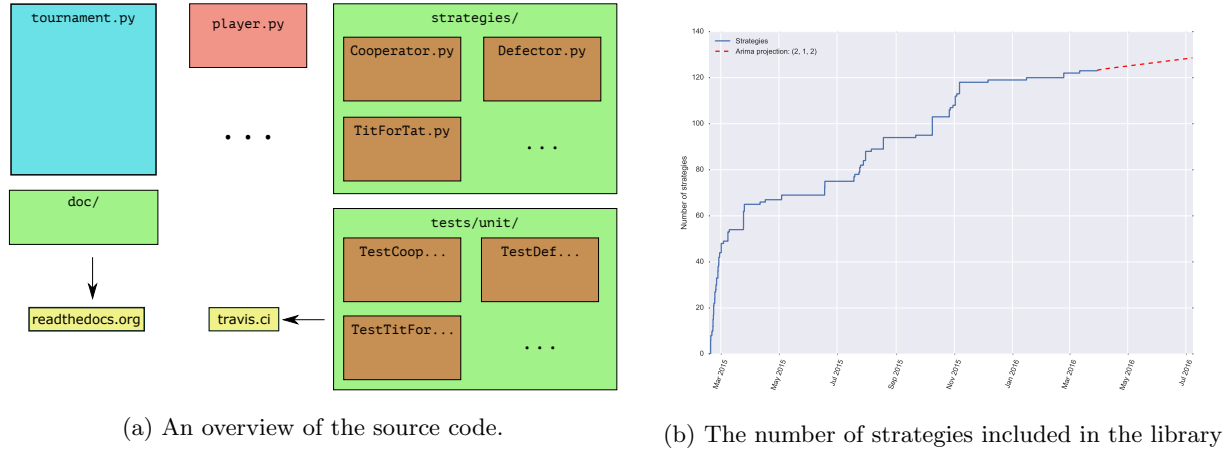 tournament.py
player.py
strategies/
Cooperator.py
Defector.py
TitForTat.py
...
...
doc/
tests/unit/
TestCoop...
TestDef...
TestTitFor...
...
readthedocs.org
travis.ci
(a) An overview of the source code.
140
120
100
80
60
40
20
0
Number of strategies
Strategies
Arima projection: (2, 1, 2)
Mar 2015
May 2015
Jul 2015
Sep 2015
Nov 2015
Jan 2016
Mar 2016
May 2016
Jul 2016
(b) The number of strategies included in the library